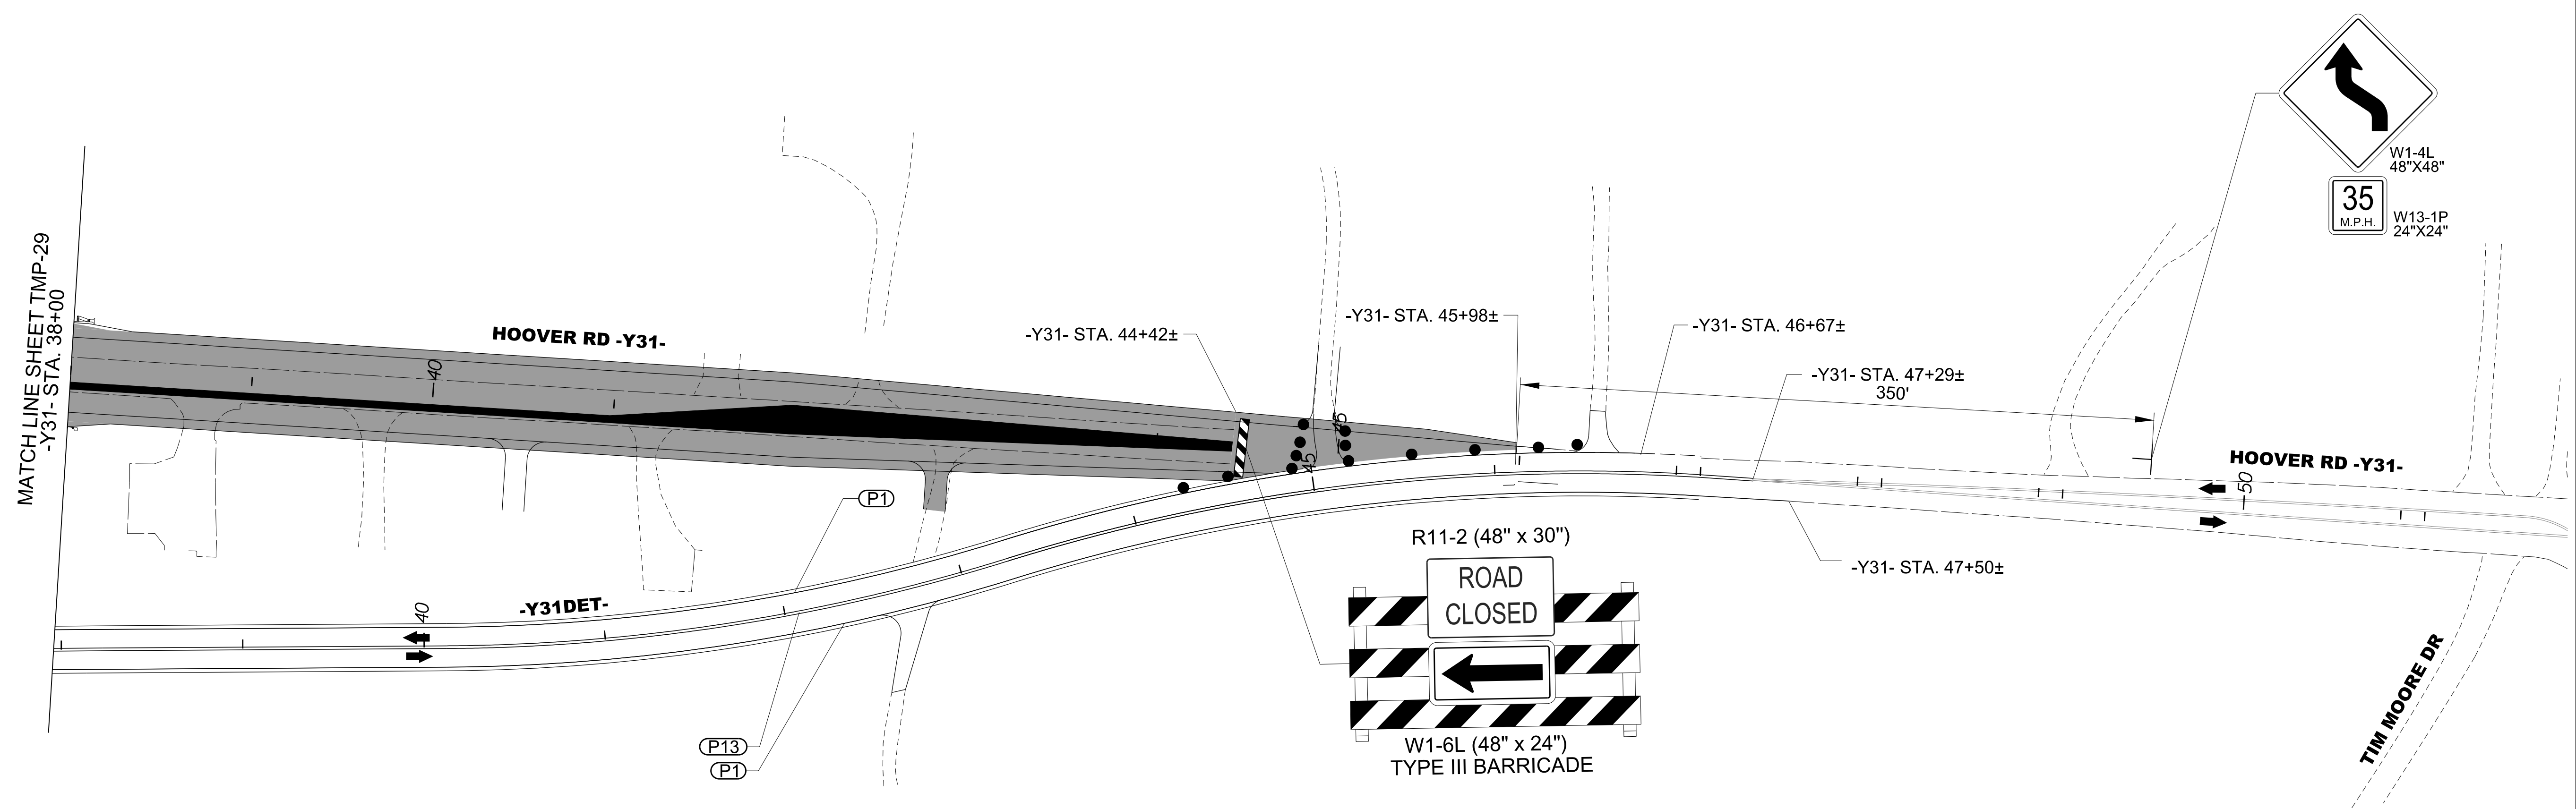 MATCH LINE SHEET TMP-29
-Y31- STA. 38+00
HOOVER RD -Y31-
40
-Y31- STA. 44+42±
-Y31- STA. 45+98±
-Y31- STA. 46+67±
-Y31- STA. 47+29±
350'
W1-4L
48"X48"
35
M.P.H.
W13-1P
24"X24"
45
45
HOOVER RD -Y31-
50
P1
-Y31DET-
40
P13
P1
R11-2 (48" x 30")
ROAD
CLOSED
W1-6L (48" x 24")
TYPE III BARRICADE
-Y31- STA. 47+50±
TIM MOORE DR